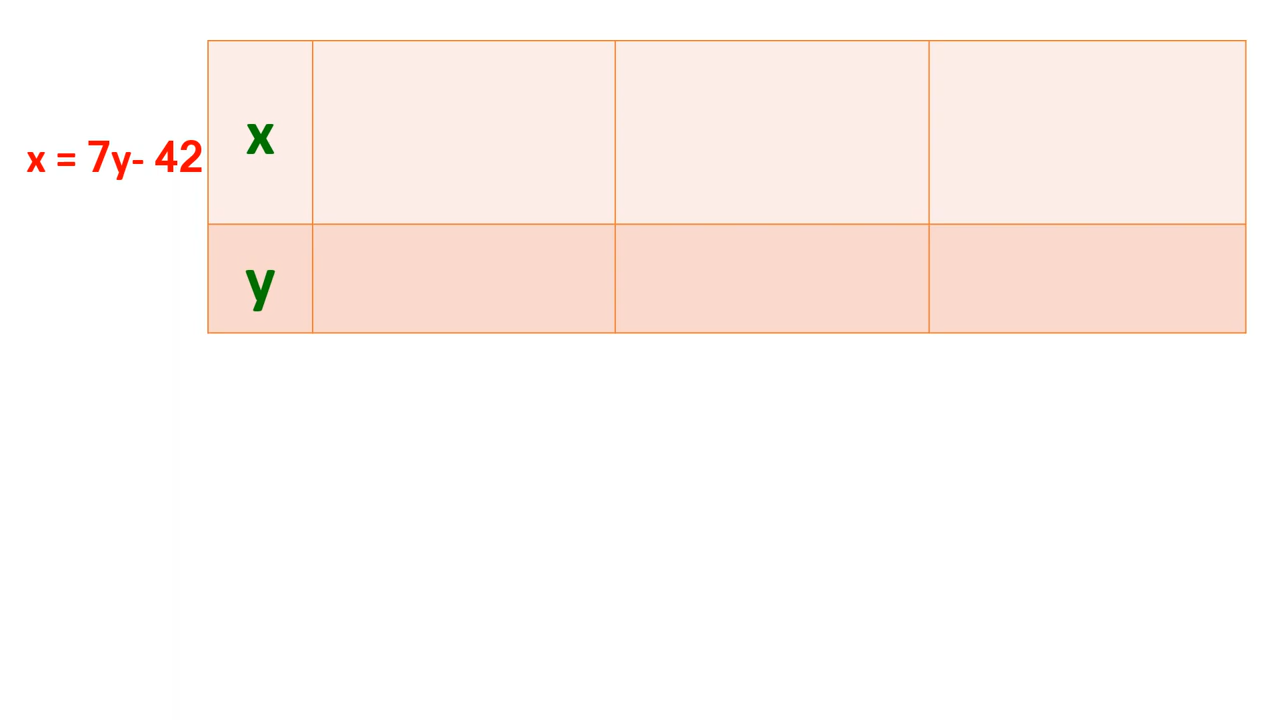 x
x = 7y- 42
y